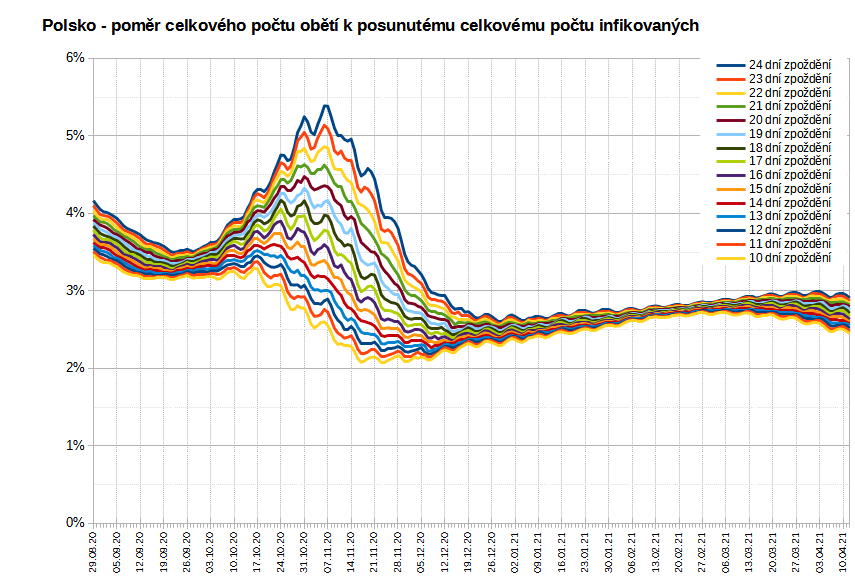 Polsko - poměr celkového počtu obětí k posunutému celkovému počtu infikovaných
6%
5%
4%
3%
2%
1%
0%
24 dní zpoždění
23 dní zpoždění
22 dní zpoždění
21 dní zpoždění
20 dní zpoždění
19 dní zpoždění
18 dní zpoždění
17 dní zpoždění
16 dní zpoždění
15 dní zpoždění
14 dní zpoždění
13 dní zpoždění
12 dní zpoždění
11 dní zpoždění
10 dní zpoždění
29.08.20
05.09.20
12.09.20
19.09.20
26.09.20
03.10.20
10.10.20
17.10.20
24.10.20
31.10.20
07.11.20
14.11.20
21.11.20
28.11.20
05.12.20
12.12.20
19.12.20
26.12.20
02.01.21
09.01.21
16.01.21
23.01.21
30.01.21
06.02.21
13.02.21
20.02.21
27.02.21
06.03.21
13.03.21
20.03.21
27.03.21
03.04.21
10.04.21